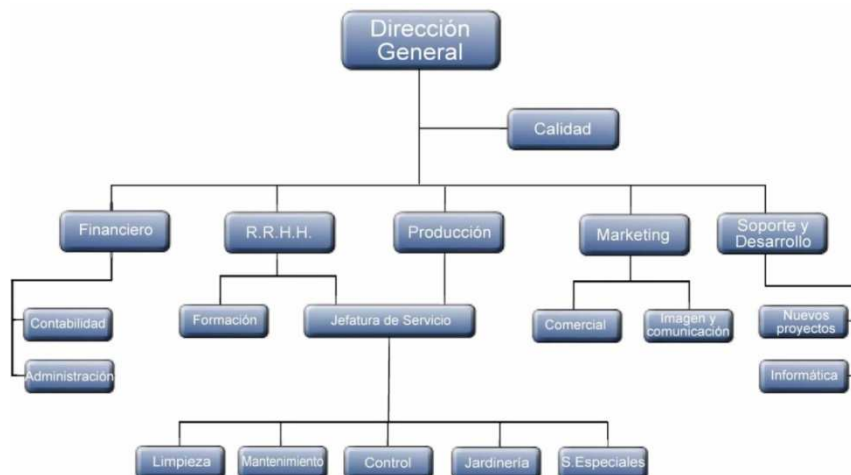 Dirección
General
Calidad
Financiero
R.R.H.H.
Producción
Marketing
Soporte y
Desarrollo
Contabilidad
Formación
Jefatura de Servicio
Comercial
Imagen y
comunicación
Nuevos
proyectos
Administración
Informática
Limpieza
Mantenimiento
Control
Jardinería
S.Especiales